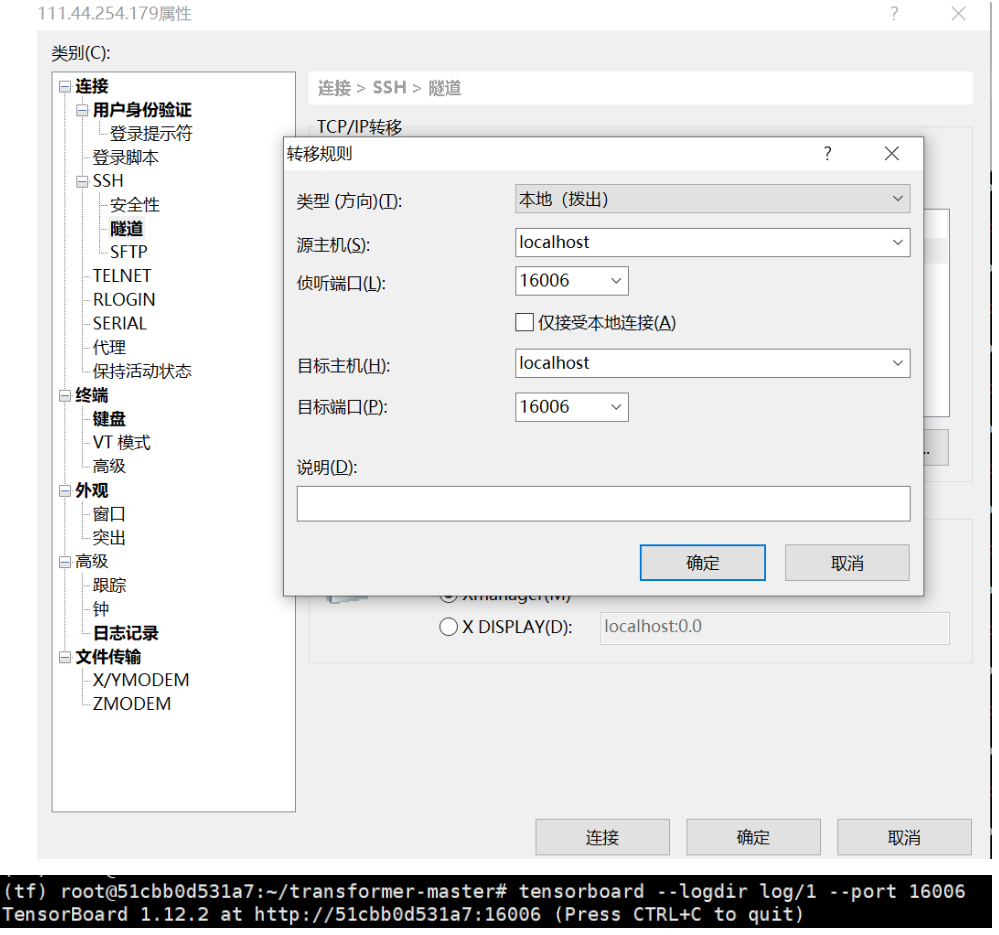 111.44.254.179属性
?
类别(C):
连接
用户身份验证
登录提示符
登录脚本
SSH
安全性
隧道
SFTP
TELNET
RLOGIN
SERIAL
代理
保持活动状态
终端
键盘
VT 模式
高级
外观
窗口
突出
高级
跟踪
钟
日志记录
文件传输
X/YMODEM
ZMODEM
连接 > SSH > 隧道
TCP/IP转移
转移规则
?
类型 (方向)(T):
本地（拨出）
源主机(S):
localhost
侦听端口(L):
16006
仅接受本地连接(A)
目标主机(H):
localhost
目标端口(P):
16006
说明(D):
确定
取消
..
Xmanager(M)
X DISPLAY(D):
localhost:0.0
连接
确定
取消
(tf) root@51cbb0d531a7:~/transformer-master# tensorboard --logdir log/1 --port 16006
TensorBoard 1.12.2 at http://51cbb0d531a7:16006 (Press CTRL+C to quit)